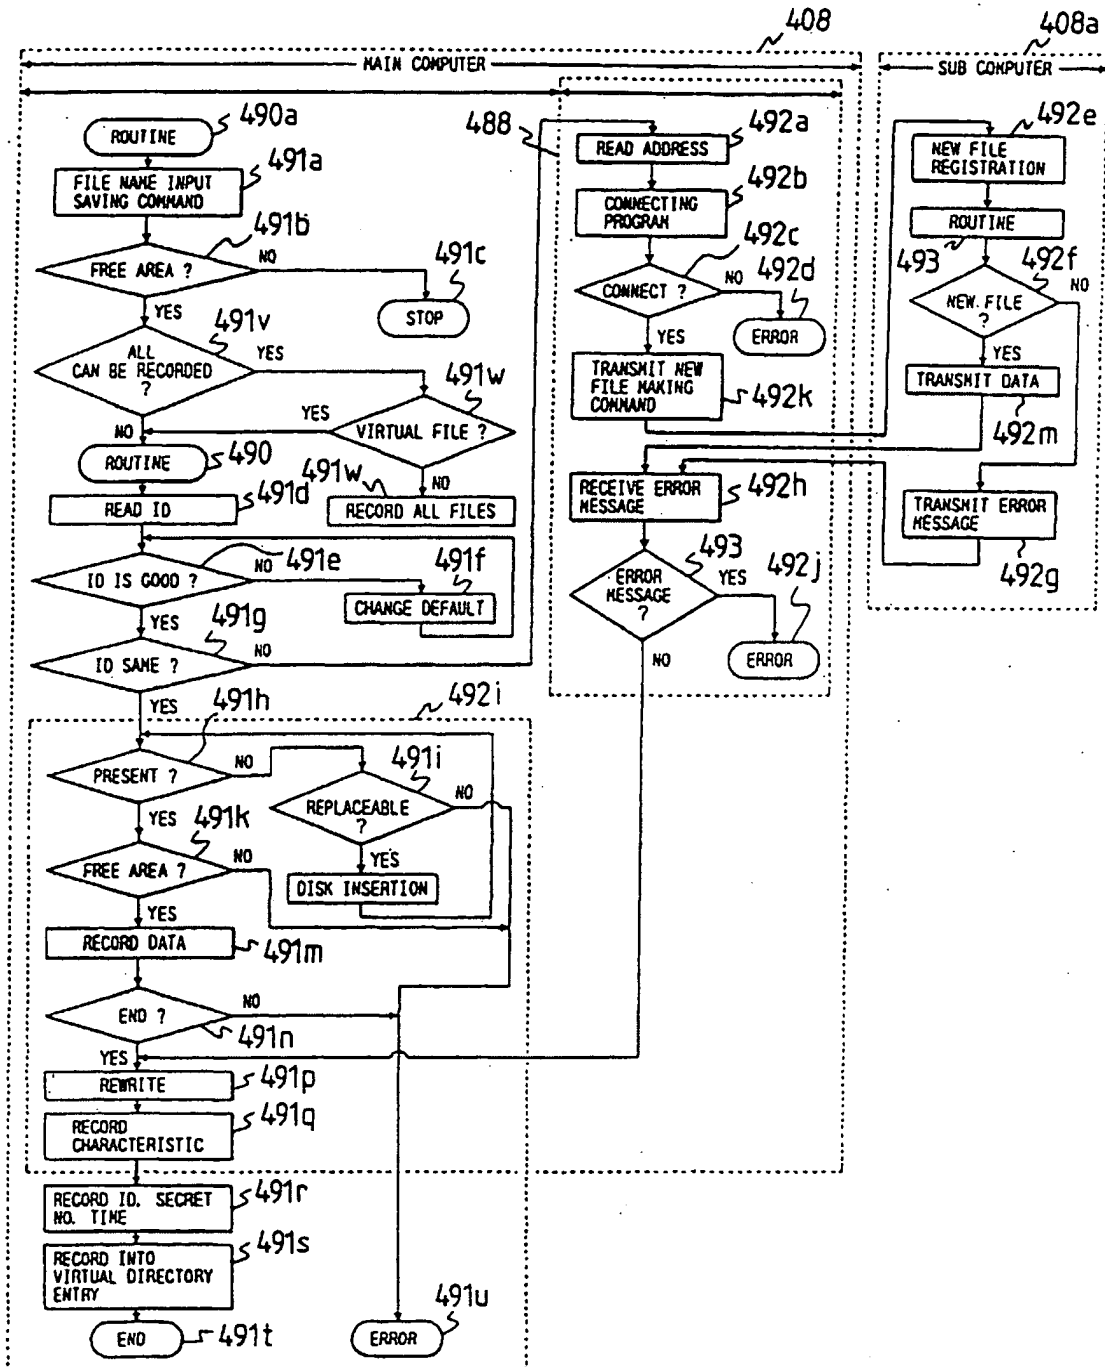 408
408a
MAIN COMPUTER
SUB COMPUTER
490a
ROUTINE
491a
FILE NAME INPUT
SAVING COMMAND
491b
FREE AREA ?
NO
491c
STOP
YES
491v
ALL
CAN BE RECORDED
?
YES
491w
YES
VIRTUAL FILE ?
NO
490
ROUTINE
491w
NO
RECORD ALL FILES
491d
READ ID
491e
ID IS GOOD ?
NO
491f
CHANGE DEFAULT
YES
491g
ID SAME ?
NO
YES
492i
491h
PRESENT ?
NO
491i
REPLACEABLE
?
NO
YES
DISK INSERTION
YES
491k
FREE AREA ?
NO
YES
RECORD DATA
491m
END ?
NO
491n
YES
REWRITE
491p
RECORD
CHARACTERISTIC
491q
RECORD ID. SECRET
NO. TIME
491r
RECORD INTO
VIRTUAL DIRECTORY
ENTRY
491s
END
491t
ERROR
491u
488
READ ADDRESS
492a
CONNECTING
PROGRAM
492b
492c
CONNECT ?
NO
492d
ERROR
YES
TRANSMIT NEW
FILE MAKING
COMMAND
492k
RECEIVE ERROR
MESSAGE
492h
493
ERROR
MESSAGE
?
YES
492j
ERROR
NO
492e
NEW FILE
REGISTRATION
ROUTINE
493
492f
NEW. FILE
?
NO
YES
TRANSMIT DATA
492m
TRANSMIT ERROR
MESSAGE
492g